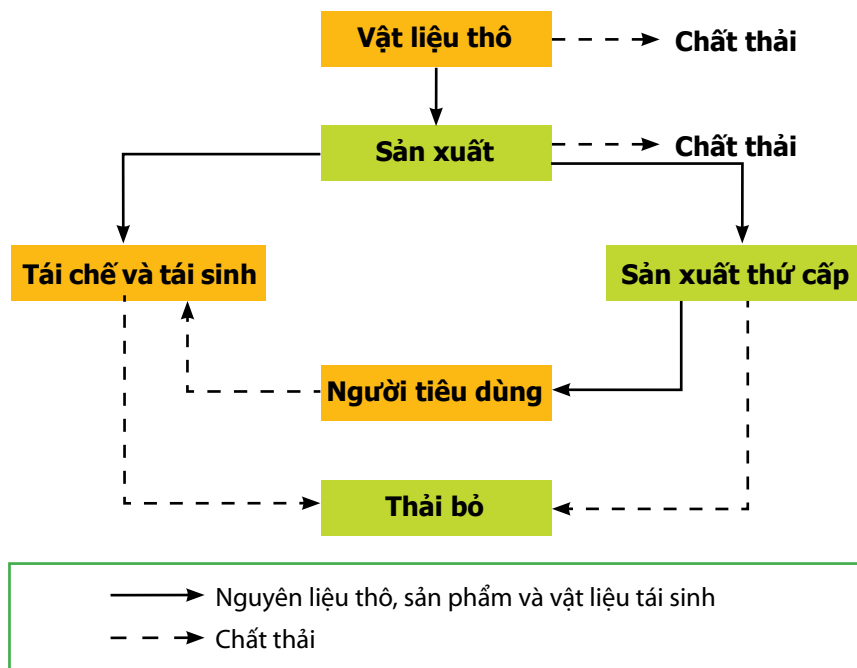 Vật liệu thô
Chất thải
Sản xuất
Chất thải
Tái chế và tái sinh
Sản xuất thứ cấp
Người tiêu dùng
Thải bỏ
Nguyên liệu thô, sản phẩm và vật liệu tái sinh
Chất thải